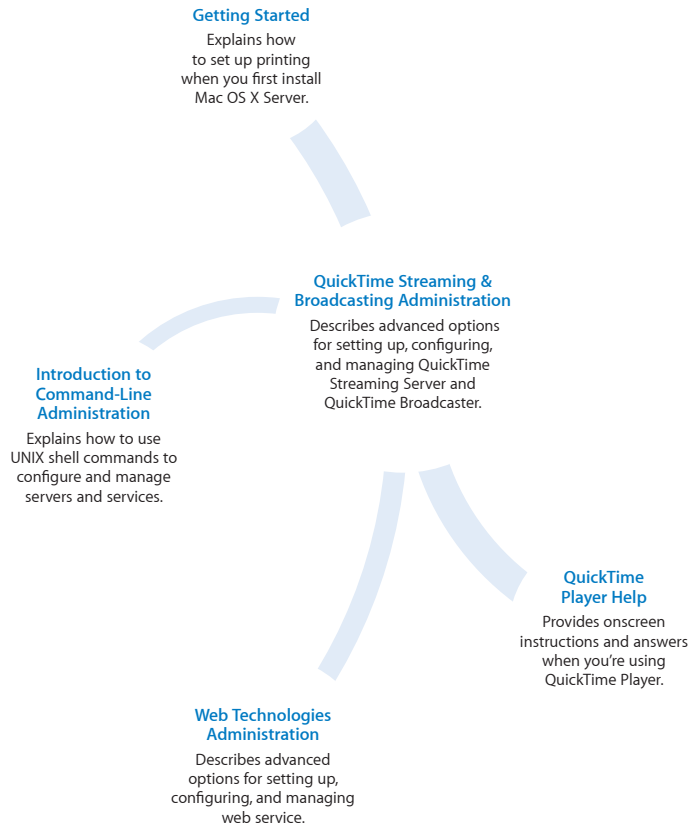 Getting Started
Explains how
to set up printing
when you first install
Mac OS X Server.
QuickTime Streaming &
Broadcasting Administration
Describes advanced options
for setting up, configuring,
and managing QuickTime
Streaming Server and
QuickTime Broadcaster.
Introduction to
Command-Line
Administration
Explains how to use
UNIX shell commands to
configure and manage
servers and services.
QuickTime
Player Help
Provides onscreen
instructions and answers
when you’re using
QuickTime Player.
Web Technologies
Administration
Describes advanced
options for setting up,
configuring, and managing
web service.